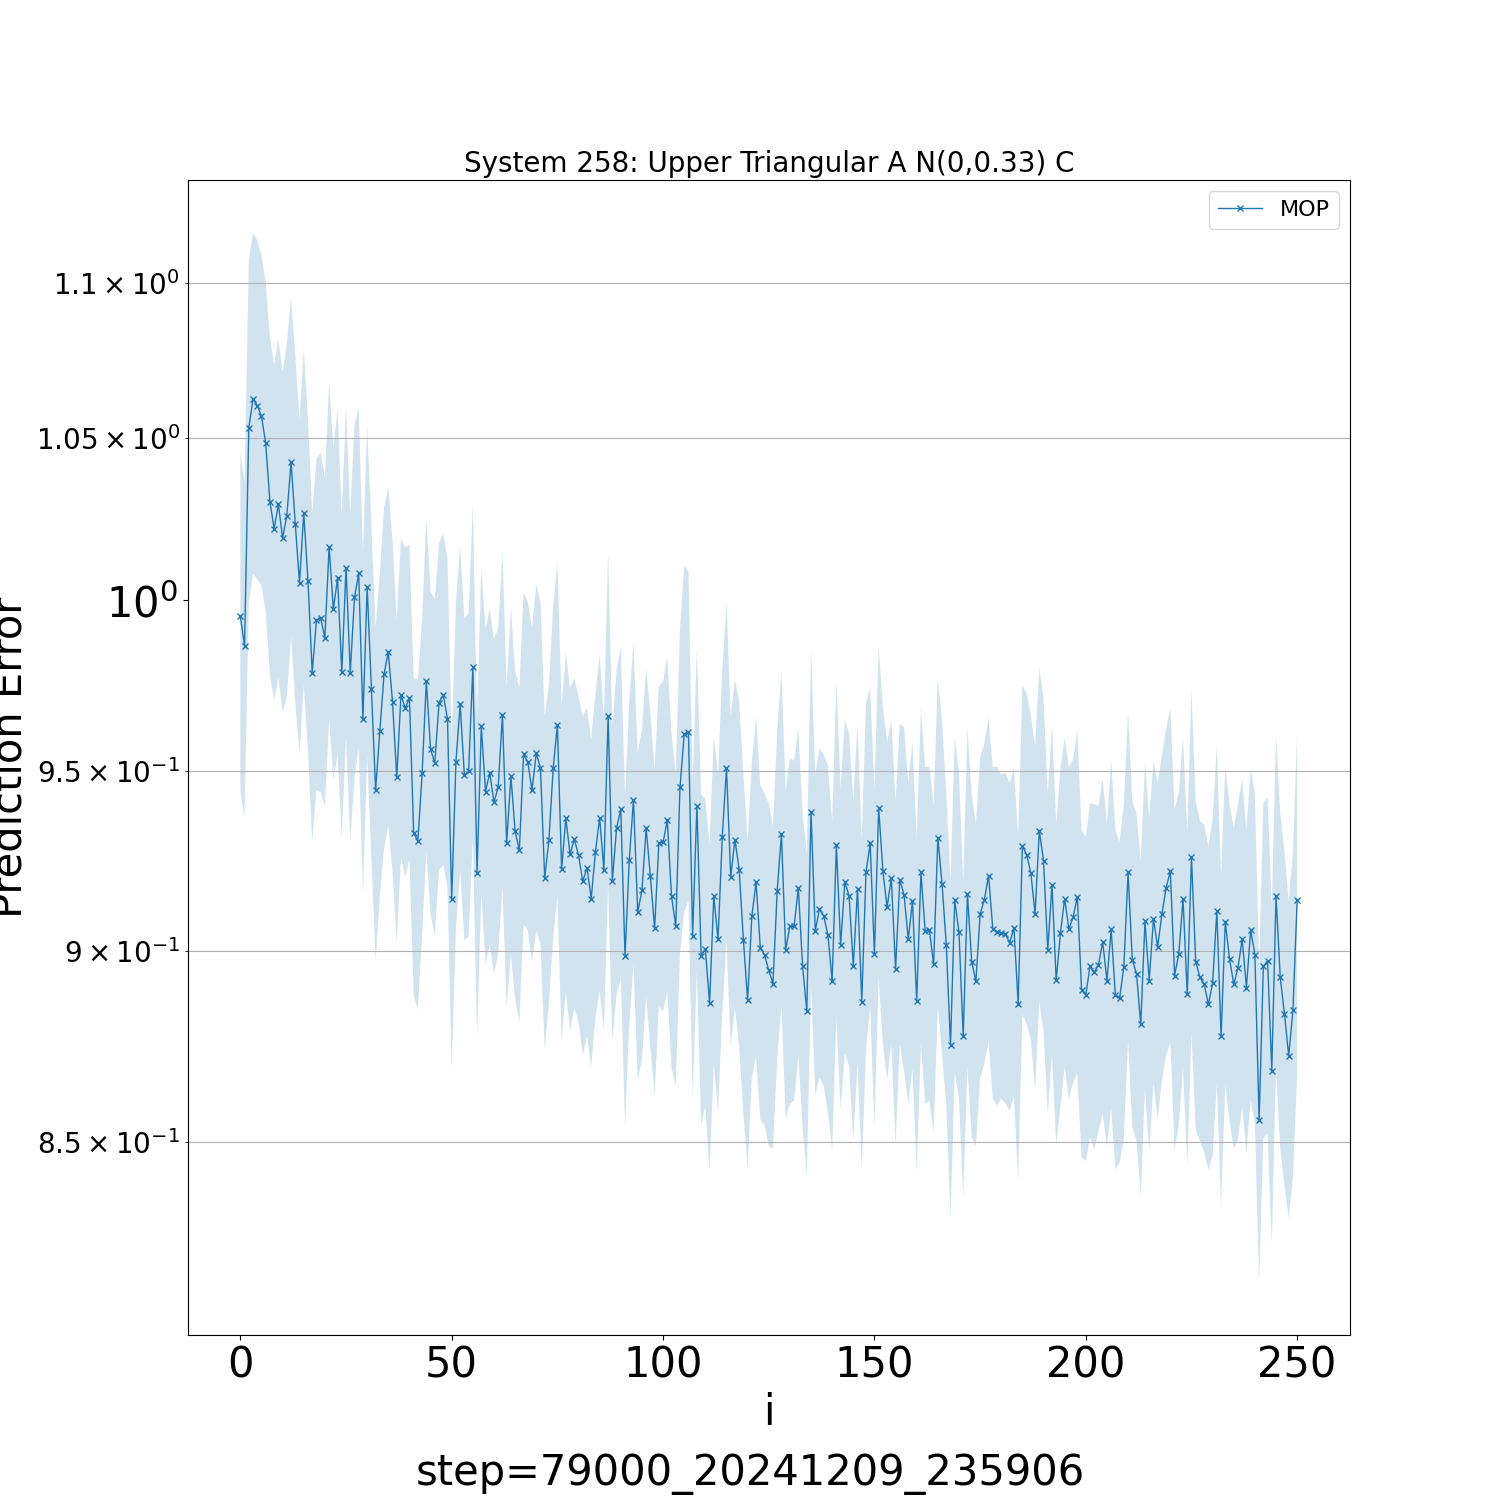 System 258: Upper Triangular A N(0,0.33) C
MOP
Prediction Error
1.1 × 10⁰
1.05 × 10⁰
10⁰
9.5 × 10⁻¹
9 × 10⁻¹
8.5 × 10⁻¹
0 50 100 150 200 250
i
step=79000_20241209_235906